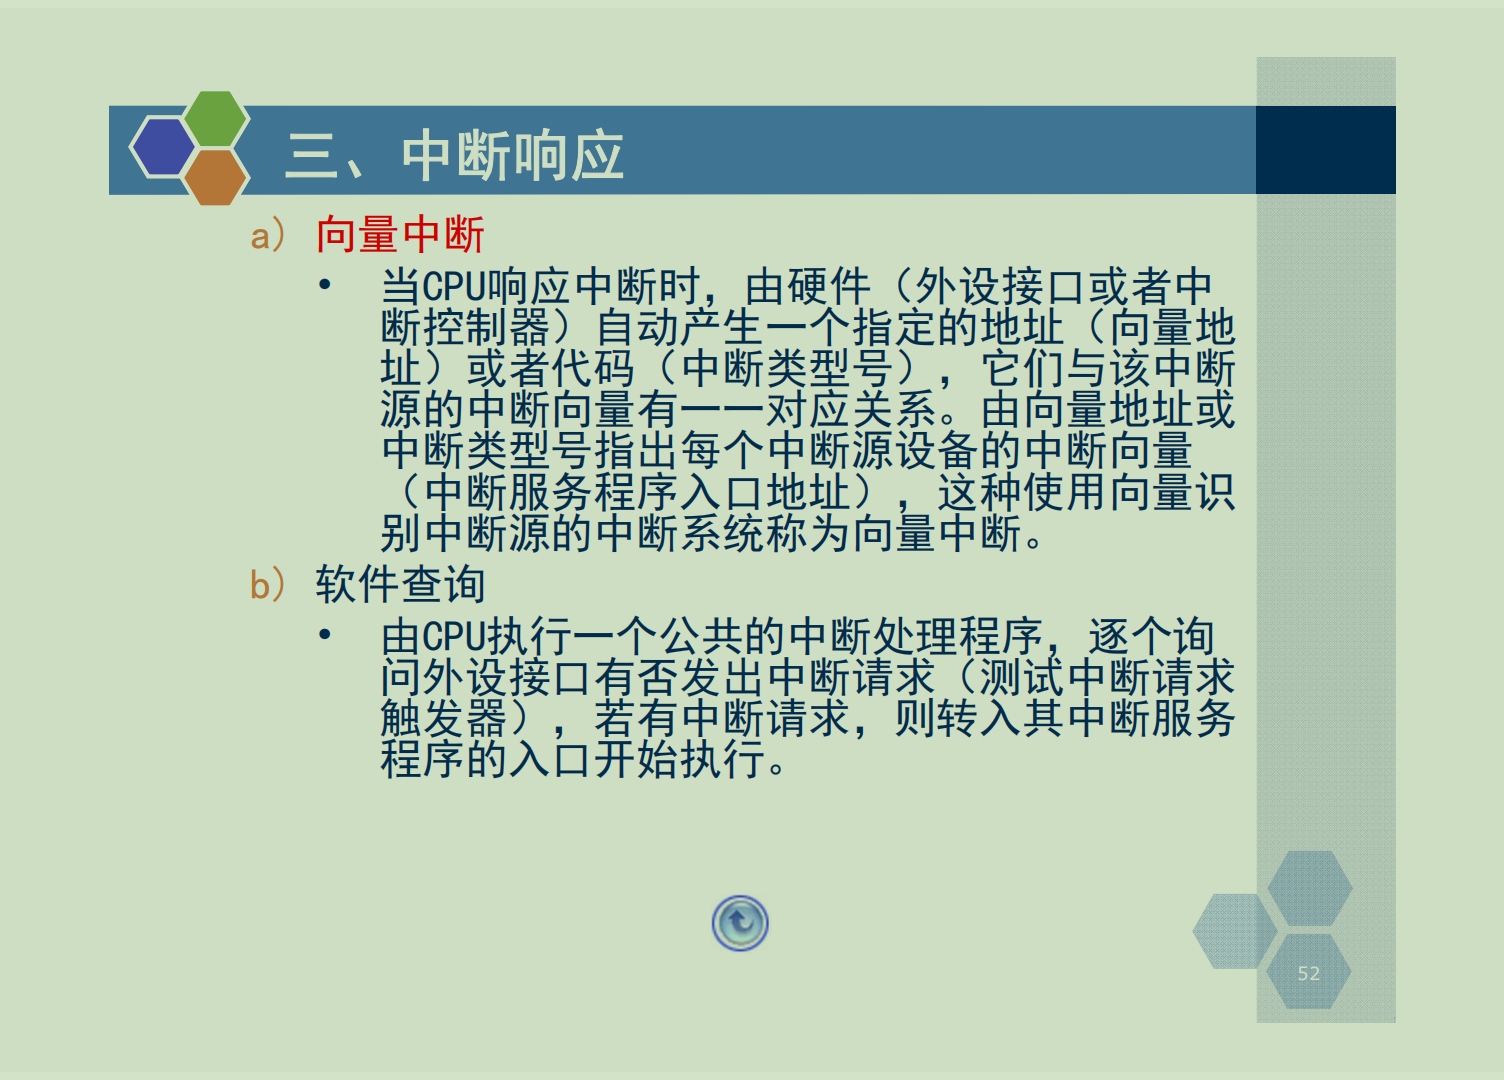 三、中断响应
a) 向量中断
• 当CPU响应中断时，由硬件（外设接口或者中
断控制器）自动产生一个指定的地址（向量地
址）或者代码（中断类型号），它们与该中断
源的中断向量有一一对应关系。由向量地址或
中断类型号指出每个中断源设备的中断向量
（中断服务程序入口地址），这种使用向量识
别中断源的中断系统称为向量中断。
b) 软件查询
• 由CPU执行一个公共的中断处理程序，逐个询
问外设接口有否发出中断请求（测试中断请求
触发器），若有中断请求，则转入其中断服务
程序的入口开始执行。
52